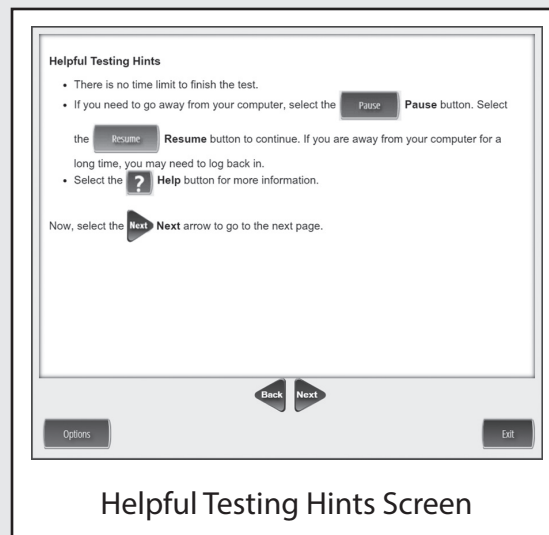 Helpful Testing Hints
• There is no time limit to finish the test.
• If you need to go away from your computer, select the Pause Pause button. Select
the Resume Resume button to continue. If you are away from your computer for a
long time, you may need to log back in.
• Select the ? Help button for more information.
Now, select the Next Next arrow to go to the next page.
Back Next
Options Exit
Helpful Testing Hints Screen